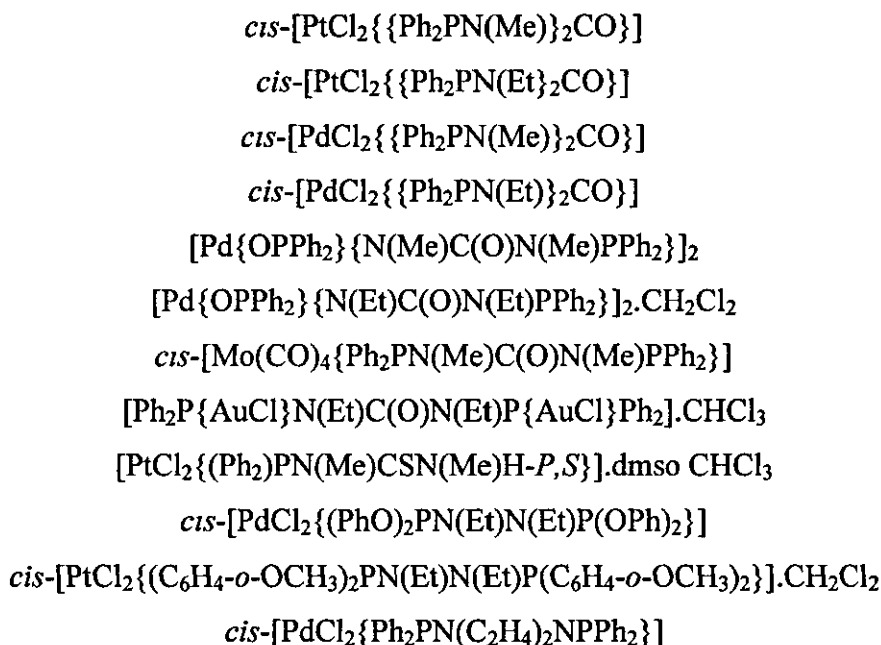 cis-[PtCl₂{{Ph₂PN(Me)}₂CO}]
cis-[PtCl₂{{Ph₂PN(Et}₂CO}]
cis-[PdCl₂{{Ph₂PN(Me)}₂CO}]
cis-[PdCl₂{{Ph₂PN(Et)}₂CO}]
[Pd{OPPh₂}{N(Me)C(O)N(Me)PPh₂}]₂
[Pd{OPPh₂}{N(Et)C(O)N(Et)PPh₂}]₂.CH₂Cl₂
cis-[Mo(CO)₄{Ph₂PN(Me)C(O)N(Me)PPh₂}]
[Ph₂P{AuCl}N(Et)C(O)N(Et)P{AuCl}Ph₂].CHCl₃
[PtCl₂{(Ph₂)PN(Me)CSN(Me)H-P,S}].dmso CHCl₃
cis-[PdCl₂{(PhO)₂PN(Et)N(Et)P(OPh)₂}]
cis-[PtCl₂{(C₆H₄-o-OCH₃)₂PN(Et)N(Et)P(C₆H₄-o-OCH₃)₂}].CH₂Cl₂
cis-[PdCl₂{Ph₂PN(C₂H₄)₂NPPh₂}]